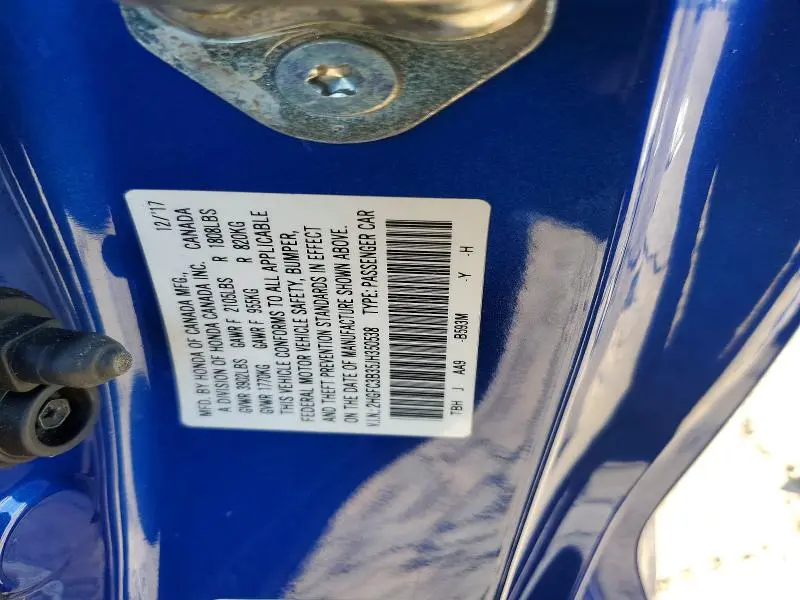 12/'17
MFD. BY HONDA OF CANADA MFG.,
A DIVISION OF HONDA CANADA INC. CANADA
GVWR 3902LBS GAWR F 2105LBS R 1808LBS
GVWR 1770KG GAWR F 955KG R 820KG
THIS VEHICLE CONFORMS TO ALL APPLICABLE
FEDERAL MOTOR VEHICLE SAFETY, BUMPER,
AND THEFT PREVENTION STANDARDS IN EFFECT
ON THE DATE OF MANUFACTURE SHOWN ABOVE.
V.I.N.:2HGFC3B35JH350538 TYPE: PASSENGER CAR
TBH J AA9 -B593M -Y -H